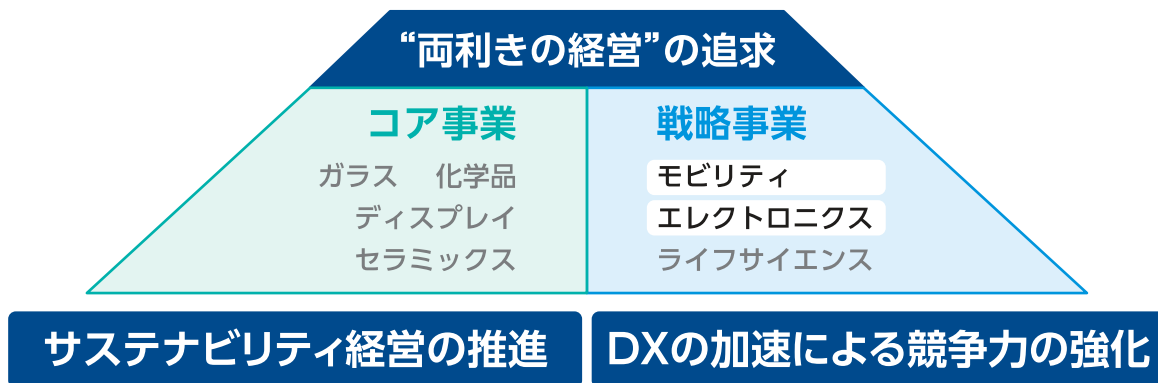 “両利きの経営”の追求
コア事業
ガラス 化学品
ディスプレイ
セラミックス
戦略事業
モビリティ
エレクトロニクス
ライフサイエンス
サステナビリティ経営の推進
DXの加速による競争力の強化